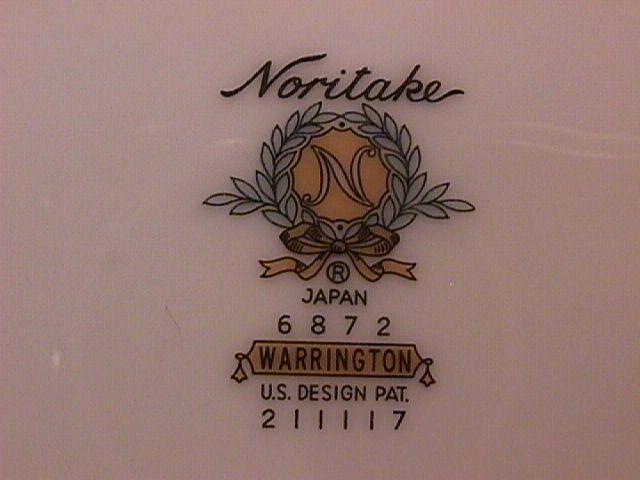 Noritake
N
®
JAPAN
6872
WARRINGTON
U.S. DESIGN PAT.
211117